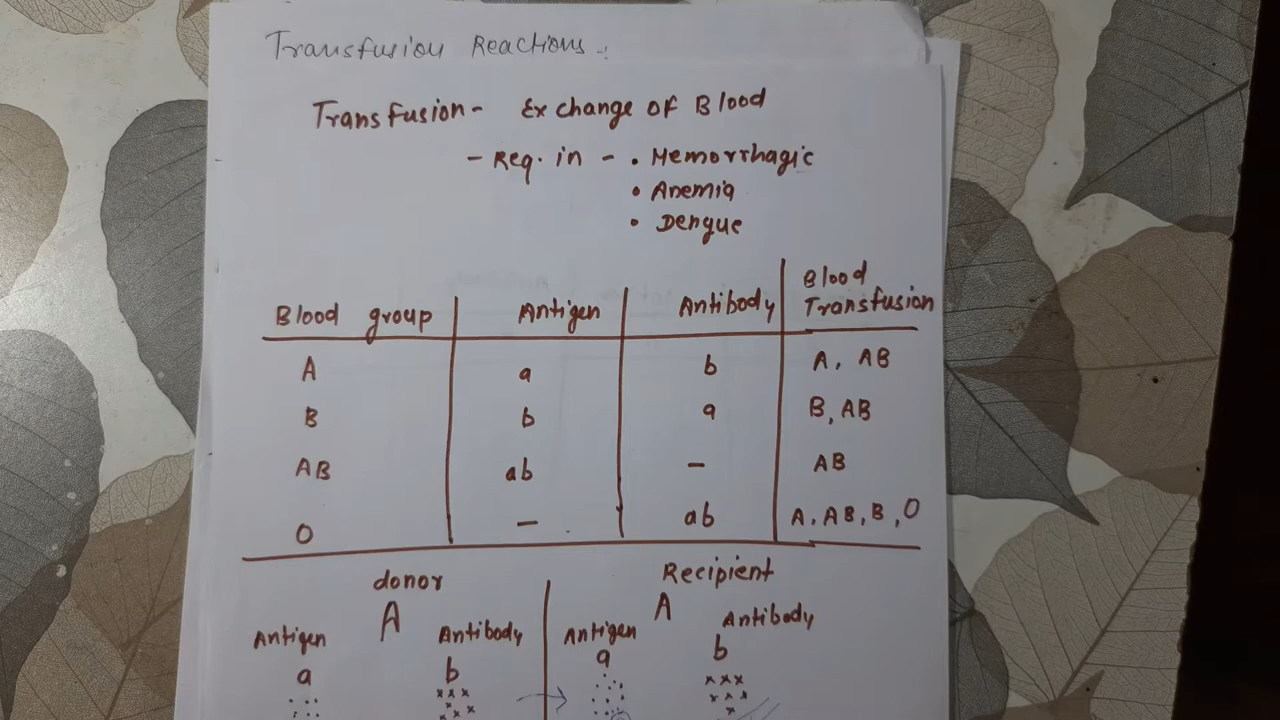 Transfusion Reactions :
Transfusion - Exchange of Blood
- Req. in - • Hemorrhagic
• Anemia
• Dengue
Blood group Antigen Antibody Blood Transfusion
A a b A, AB
B b a B, AB
AB ab - AB
O - ab A, AB, B, O
donor Recipient
A A
Antigen Antibody Antigen Antibody
a b a b